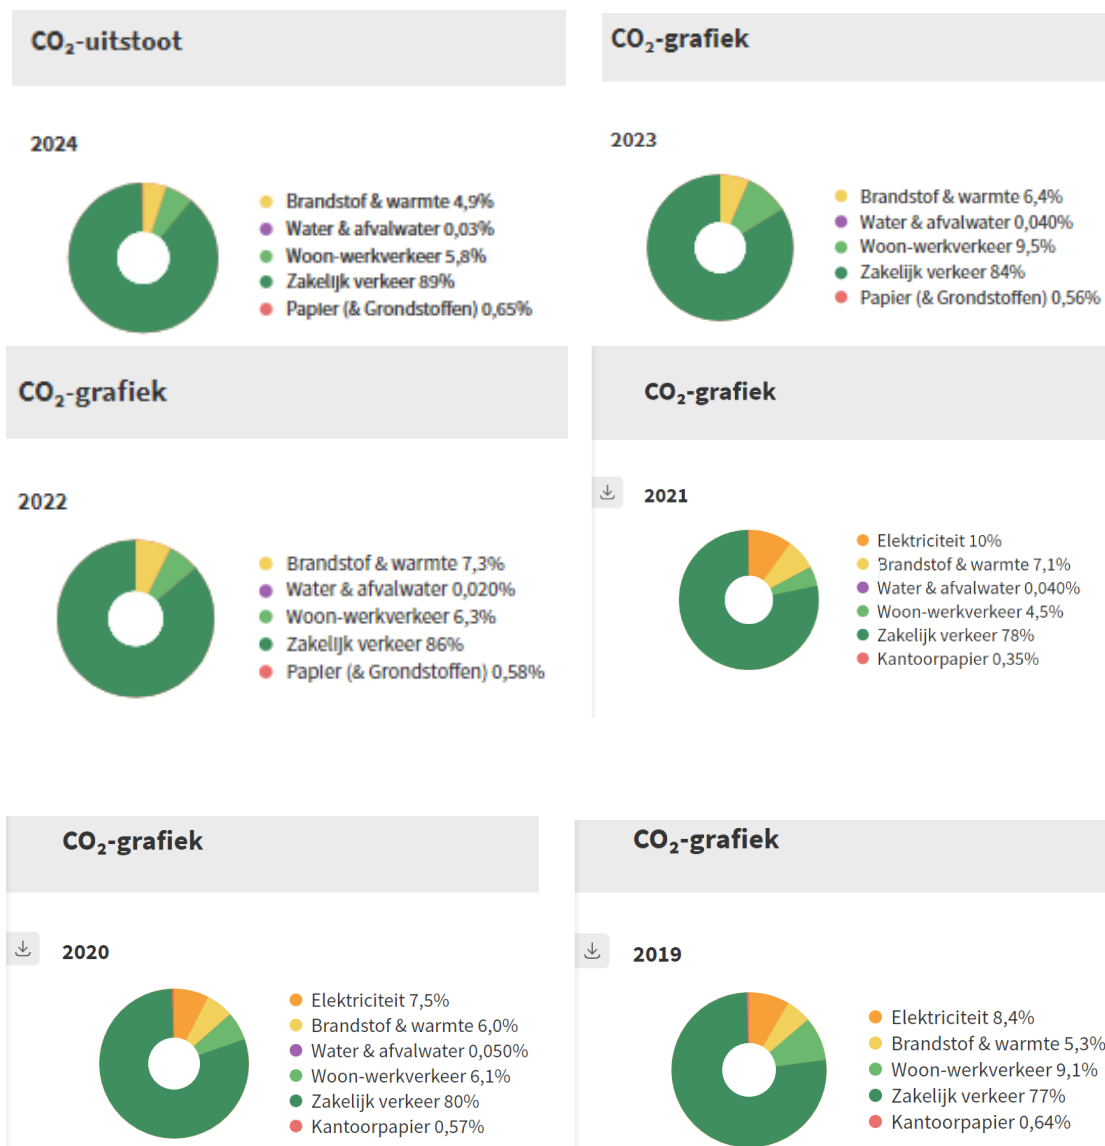 CO₂-uitstoot
2024
Brandstof & warmte 4,9%
Water & afvalwater 0,03%
Woon-werkverkeer 5,8%
Zakelijk verkeer 89%
Papier (& Grondstoffen) 0,65%
CO₂-grafiek
2023
Brandstof & warmte 6,4%
Water & afvalwater 0,040%
Woon-werkverkeer 9,5%
Zakelijk verkeer 84%
Papier (& Grondstoffen) 0,56%
CO₂-grafiek
2022
Brandstof & warmte 7,3%
Water & afvalwater 0,020%
Woon-werkverkeer 6,3%
Zakelijk verkeer 86%
Papier (& Grondstoffen) 0,58%
CO₂-grafiek
2021
Elektriciteit 10%
Brandstof & warmte 7,1%
Water & afvalwater 0,040%
Woon-werkverkeer 4,5%
Zakelijk verkeer 78%
Kantoorpapier 0,35%
CO₂-grafiek
2020
Elektriciteit 7,5%
Brandstof & warmte 6,0%
Water & afvalwater 0,050%
Woon-werkverkeer 6,1%
Zakelijk verkeer 80%
Kantoorpapier 0,57%
CO₂-grafiek
2019
Elektriciteit 8,4%
Brandstof & warmte 5,3%
Woon-werkverkeer 9,1%
Zakelijk verkeer 77%
Kantoorpapier 0,64%